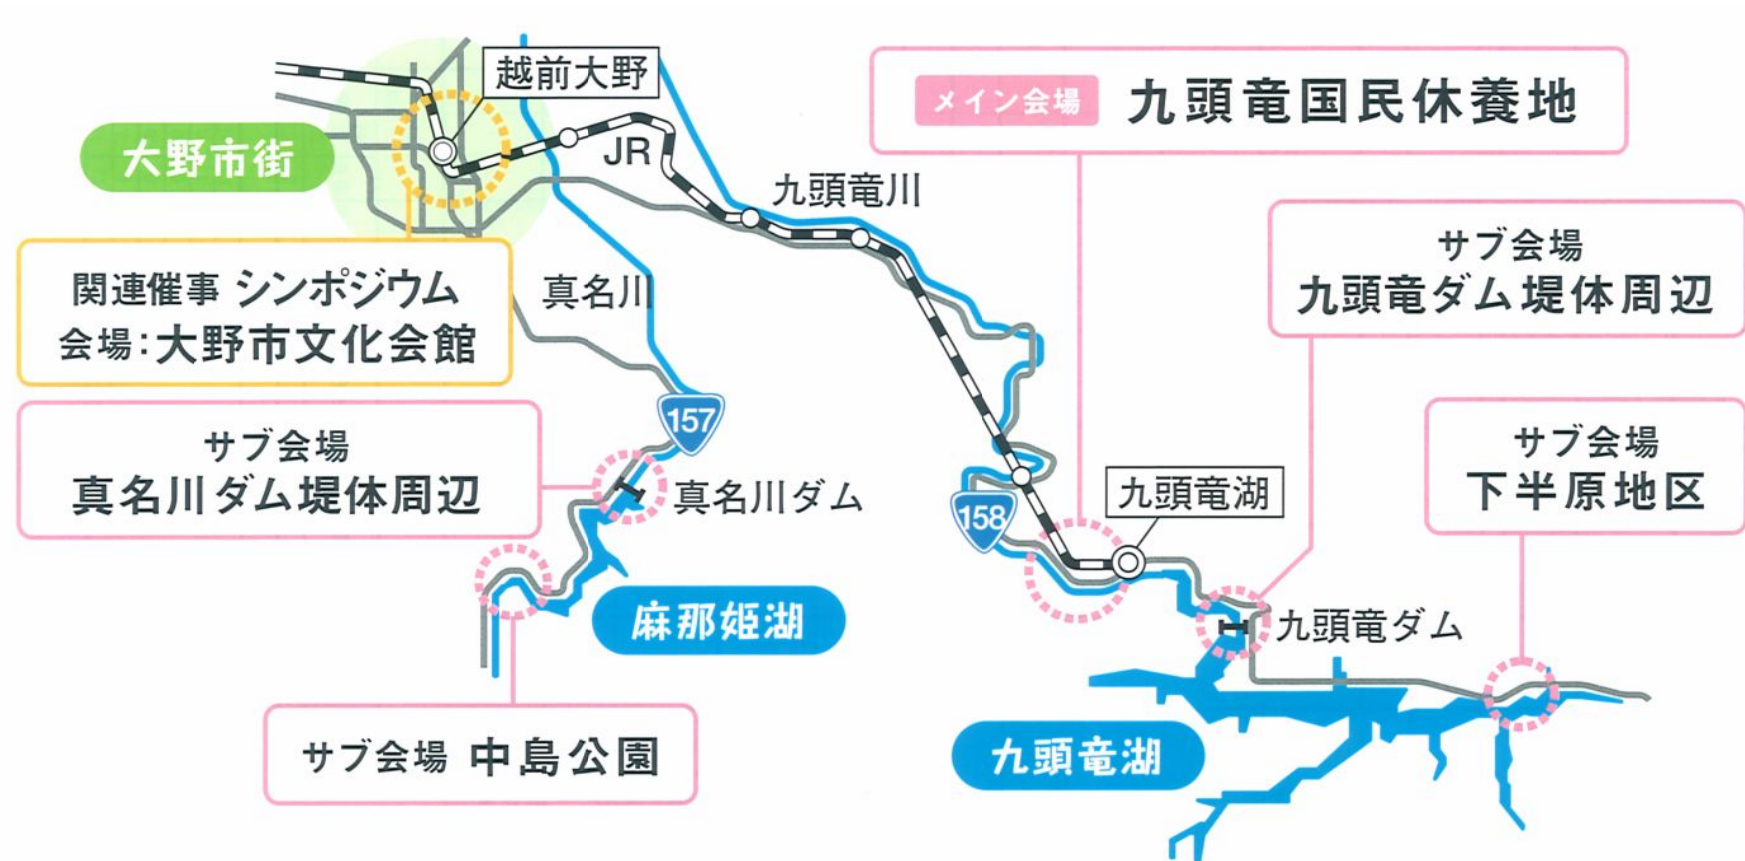 越前大野
大野市街
JR
九頭竜川
メイン会場 九頭竜国民休養地
関連催事 シンポジウム
会場：大野市文化会館
真名川
サブ会場
九頭竜ダム堤体周辺
157
サブ会場
真名川ダム堤体周辺
真名川ダム
158
九頭竜湖
サブ会場
下半原地区
麻那姫湖
九頭竜ダム
サブ会場 中島公園
九頭竜湖